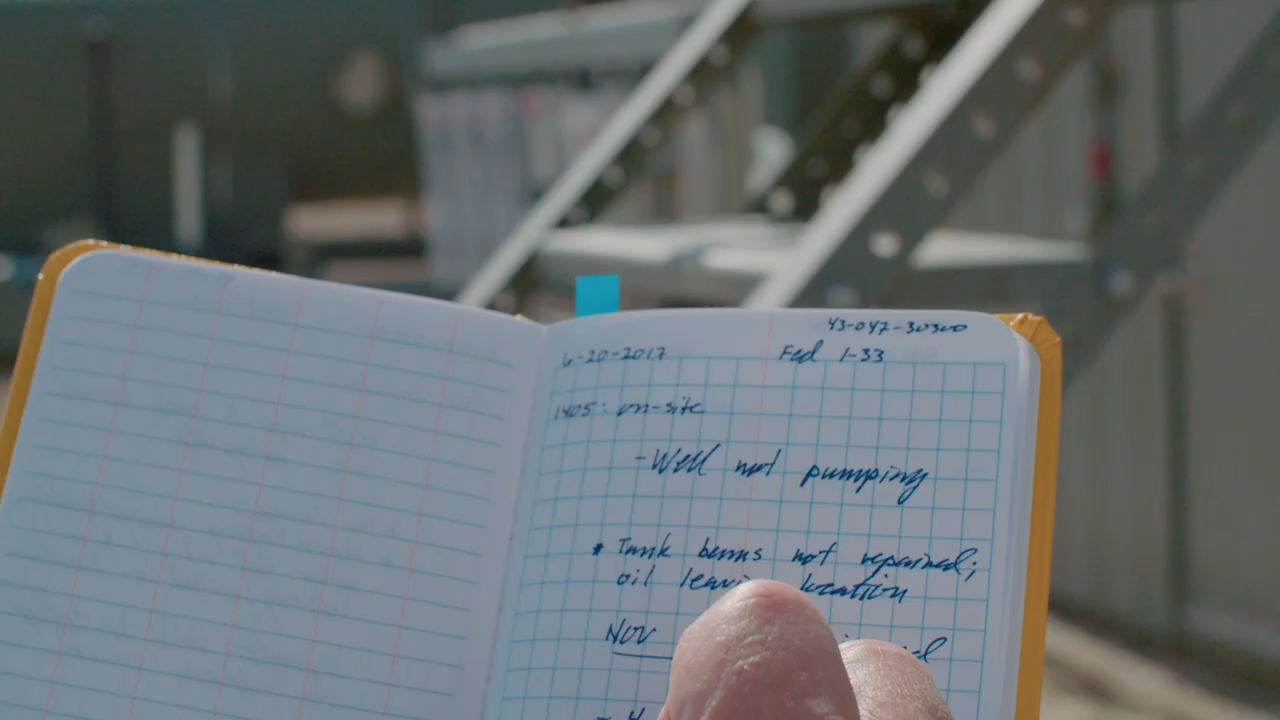 43-047-30300
6-20-2017 Fed 1-33
1405: on-site
- Well not pumping
* Tank berms not repaired;
oil location
NOV